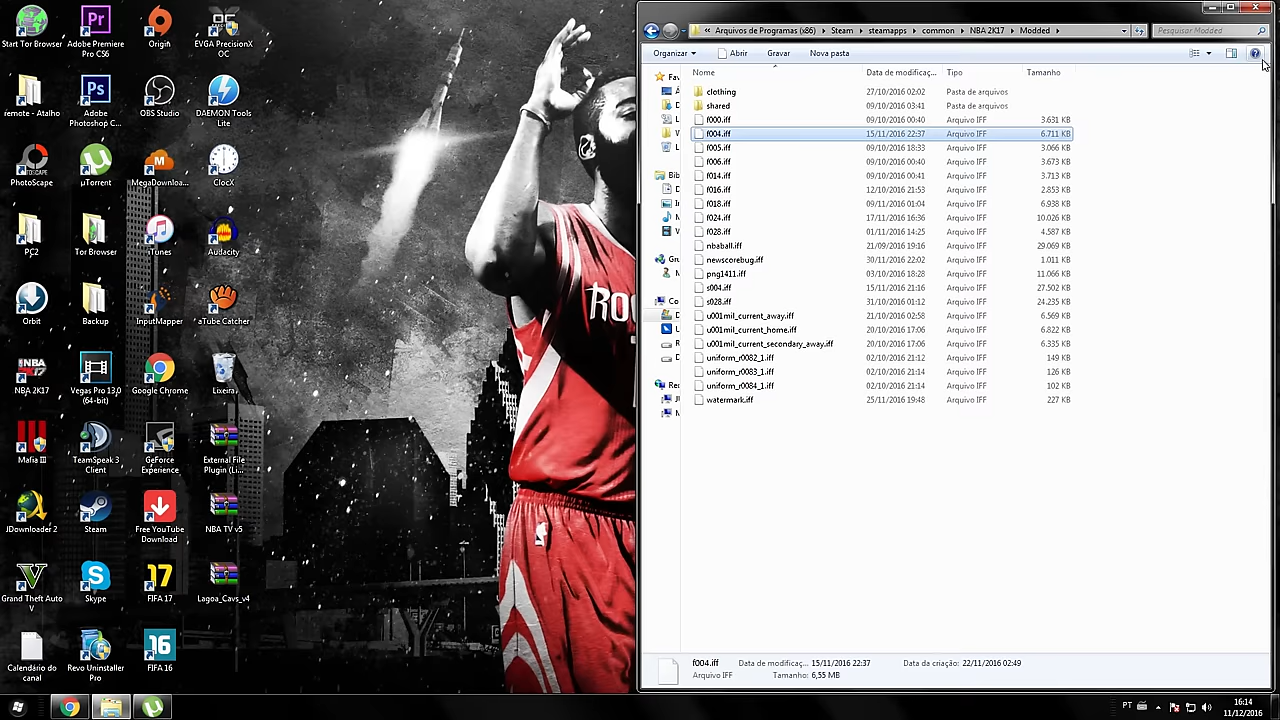 Start Tor Browser
Adobe Premiere Pro CS6
Origin
EVGA PrecisionX OC
remote - Atalho
Adobe Photoshop C...
OBS Studio
DAEMON Tools Lite
PhotoScape
µTorrent
MegaDownloa...
ClocX
PC2
Tor Browser
iTunes
Audacity
Orbit
Backup
InputMapper
aTube Catcher
NBA 2K17
Vegas Pro 13.0 (64-bit)
Google Chrome
Lixeira
Mafia III
TeamSpeak 3 Client
GeForce Experience
External File Plugin (Li...
JDownloader 2
Steam
Free YouTube Download
NBA TV v5
Grand Theft Auto V
Skype
FIFA 17
Lagoa_Cavs_v4
Calendário do canal
Revo Uninstaller Pro
FIFA 16
« Arquivos de Programas (x86) Steam steamapps common NBA 2K17 Modded
Pesquisar Modded
Organizar Abrir Gravar Nova pasta
Nome Data de modificaç... Tipo Tamanho
clothing 27/10/2016 02:02 Pasta de arquivos
shared 09/10/2016 03:41 Pasta de arquivos
f000.iff 09/10/2016 00:40 Arquivo IFF 3.631 KB
f004.iff 15/11/2016 22:37 Arquivo IFF 6.711 KB
f005.iff 09/10/2016 18:33 Arquivo IFF 3.066 KB
f006.iff 09/10/2016 00:40 Arquivo IFF 3.673 KB
f014.iff 09/10/2016 00:41 Arquivo IFF 3.713 KB
f016.iff 12/10/2016 21:53 Arquivo IFF 2.853 KB
f018.iff 09/11/2016 01:04 Arquivo IFF 6.938 KB
f024.iff 17/11/2016 16:36 Arquivo IFF 10.026 KB
f028.iff 01/11/2016 14:25 Arquivo IFF 4.587 KB
nbaball.iff 21/09/2016 19:16 Arquivo IFF 29.069 KB
newscorebug.iff 30/11/2016 22:02 Arquivo IFF 1.011 KB
png1411.iff 03/10/2016 18:28 Arquivo IFF 11.066 KB
s004.iff 15/11/2016 21:16 Arquivo IFF 27.502 KB
s028.iff 31/10/2016 01:12 Arquivo IFF 24.235 KB
u001mil_current_away.iff 21/10/2016 02:58 Arquivo IFF 6.569 KB
u001mil_current_home.iff 20/10/2016 17:06 Arquivo IFF 6.822 KB
u001mil_current_secondary_away.iff 20/10/2016 17:06 Arquivo IFF 6.335 KB
uniform_r0082_1.iff 02/10/2016 21:12 Arquivo IFF 149 KB
uniform_r0083_1.iff 02/10/2016 21:14 Arquivo IFF 126 KB
uniform_r0084_1.iff 02/10/2016 21:14 Arquivo IFF 102 KB
watermark.iff 25/11/2016 19:48 Arquivo IFF 227 KB
f004.iff Data de modificaç... 15/11/2016 22:37 Data da criação: 22/11/2016 02:49
Arquivo IFF Tamanho: 6,55 MB
PT 16:14
11/12/2016